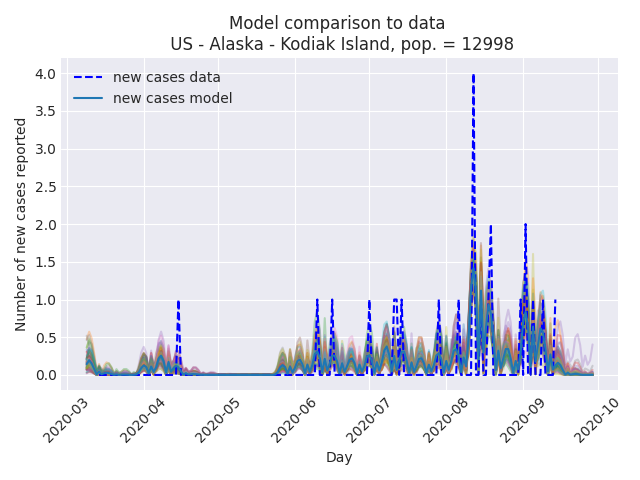 Model comparison to data
US - Alaska - Kodiak Island, pop. = 12998
new cases data
new cases model
Number of new cases reported
4.0
3.5
3.0
2.5
2.0
1.5
1.0
0.5
0.0
2020-03
2020-04
2020-05
2020-06
2020-07
2020-08
2020-09
2020-10
Day